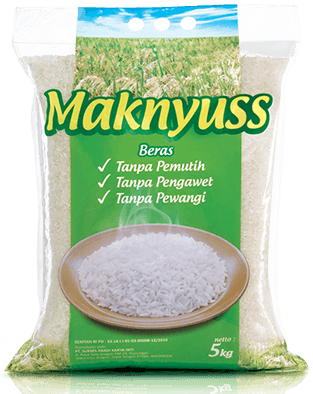 Maknyuss
Beras
✓ Tanpa Pemutih
✓ Tanpa Pengawet
✓ Tanpa Pewangi
netto :
5kg